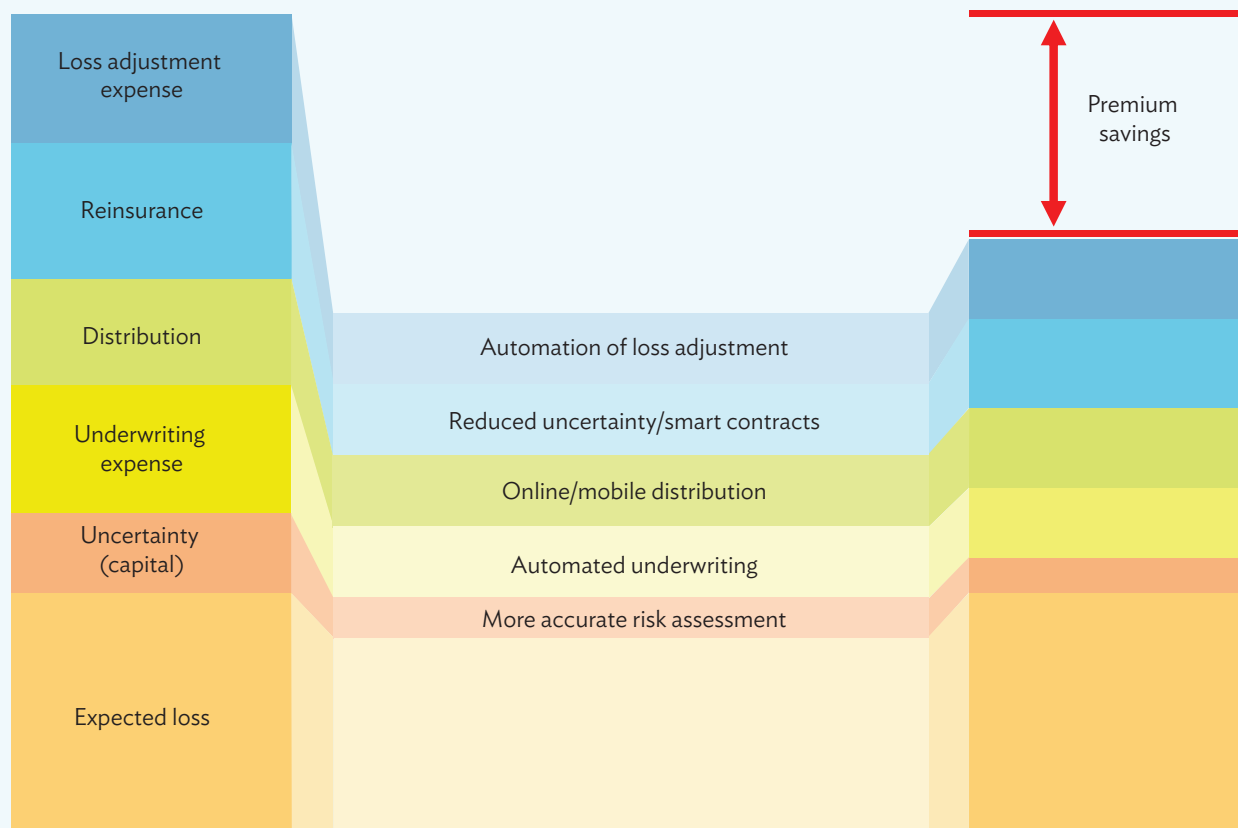 Loss adjustment
expense
Reinsurance
Distribution
Underwriting
expense
Uncertainty
(capital)
Expected loss
Automation of loss adjustment
Reduced uncertainty/smart contracts
Online/mobile distribution
Automated underwriting
More accurate risk assessment
Premium
savings